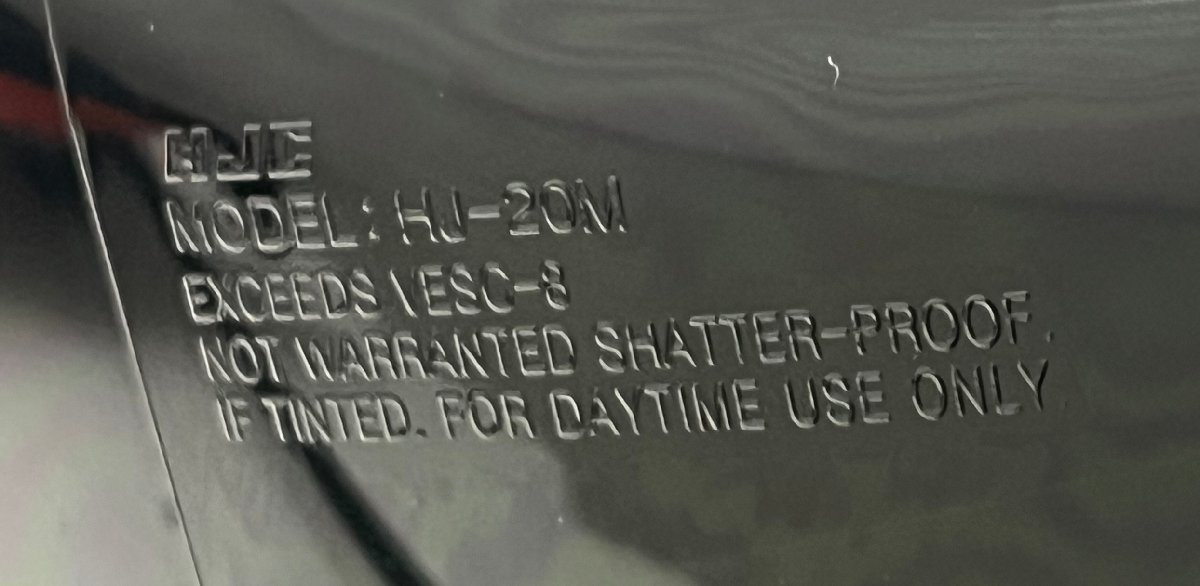 HJC
MODEL: HJ-20M
EXCEEDS VESC-8
NOT WARRANTED SHATTER-PROOF.
IF TINTED. FOR DAYTIME USE ONLY.